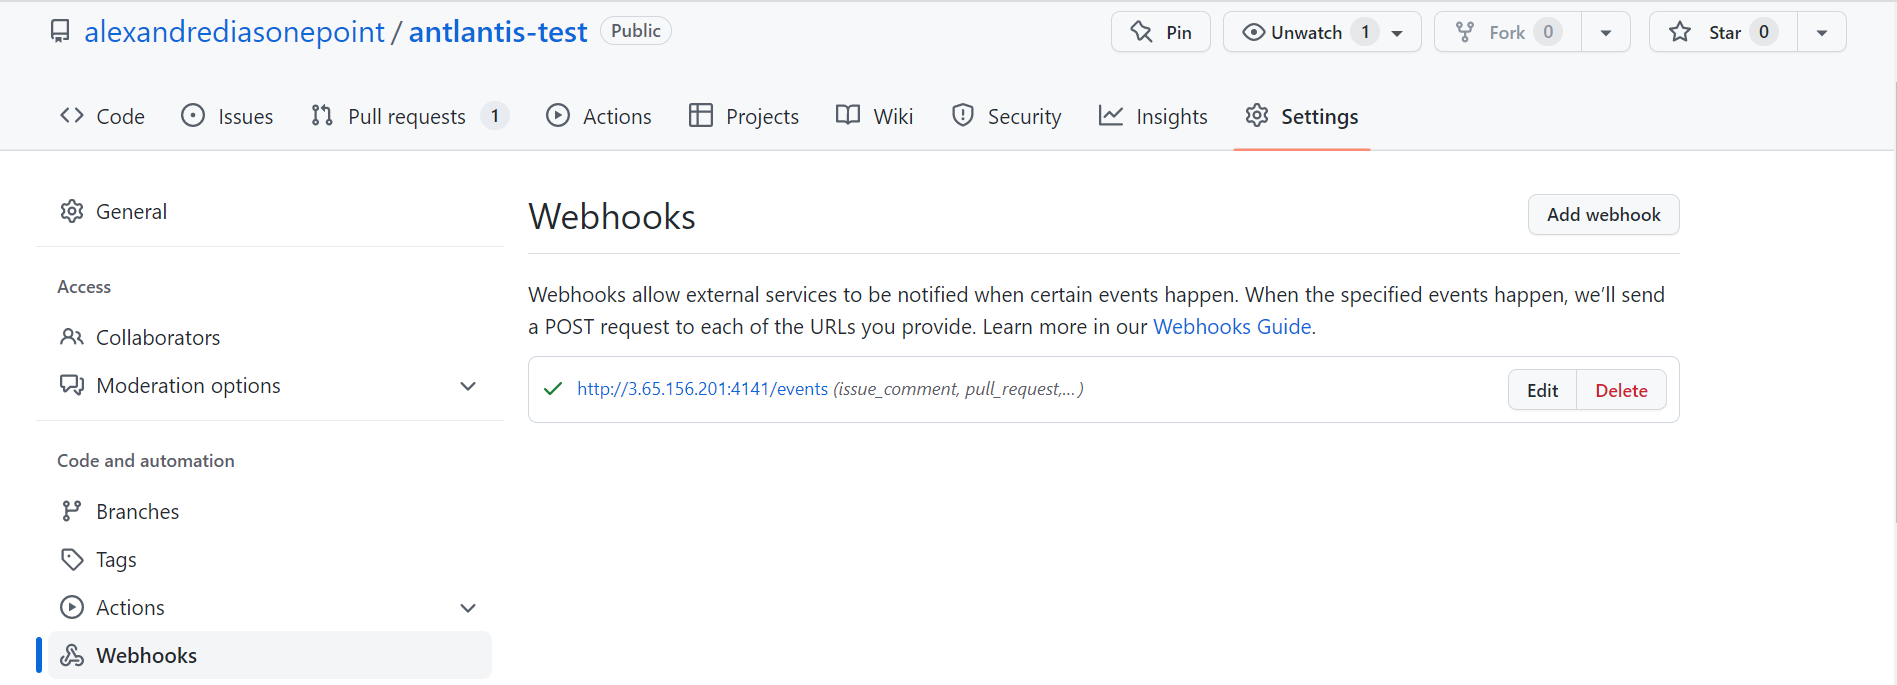 alexandrediasonepoint / antlantis-test Public Pin Unwatch 1 Fork 0 Star 0
Code Issues Pull requests 1 Actions Projects Wiki Security Insights Settings
General
Access
Collaborators
Moderation options
Code and automation
Branches
Tags
Actions
Webhooks
Webhooks Add webhook
Webhooks allow external services to be notified when certain events happen. When the specified events happen, we’ll send
a POST request to each of the URLs you provide. Learn more in our Webhooks Guide.
http://3.65.156.201:4141/events (issue_comment, pull_request,... ) Edit Delete